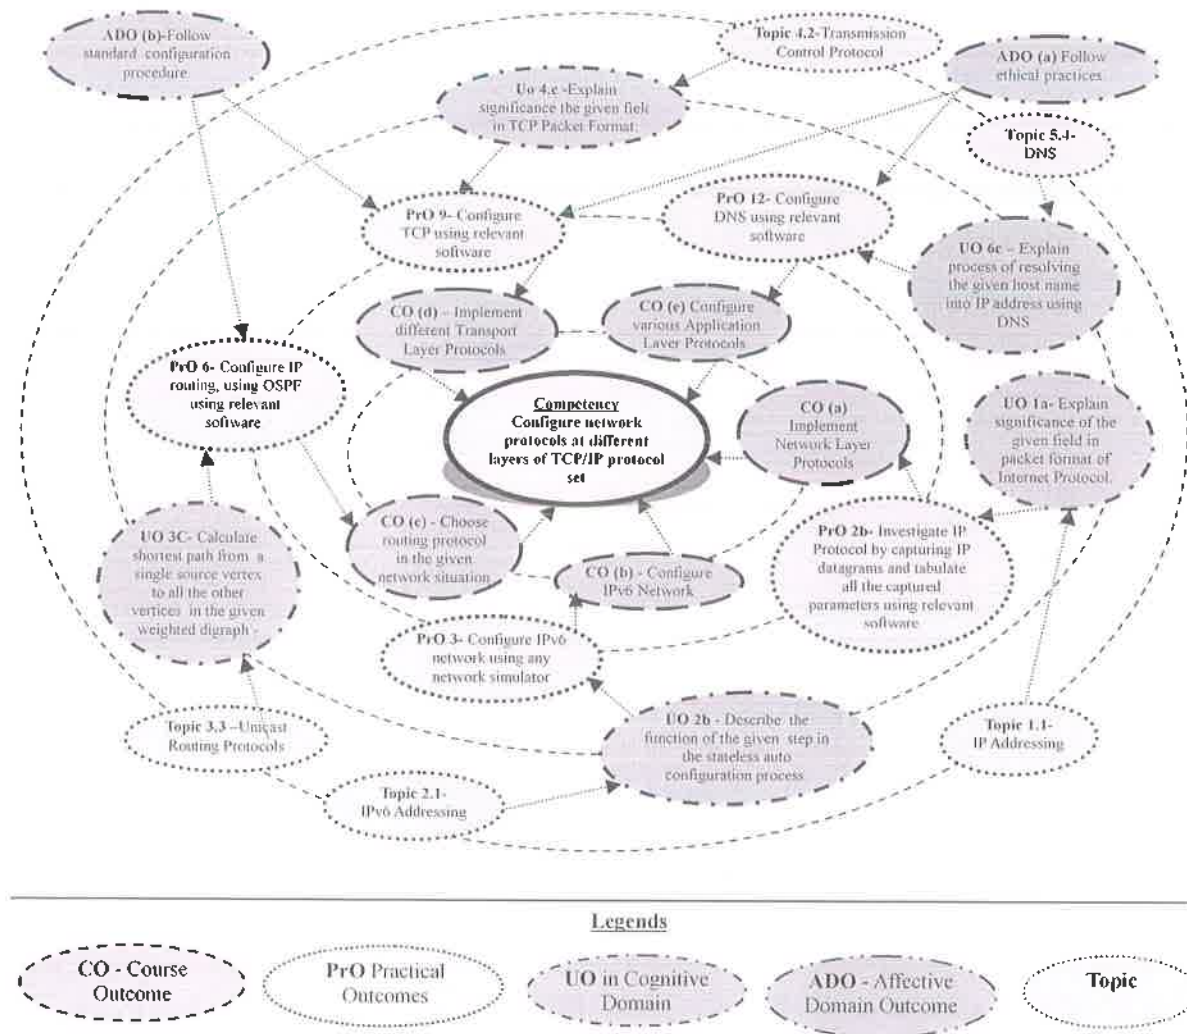 ADO (b)-Follow
standard configuration
procedure
Topic 4.2-Transmission
Control Protocol
ADO (a) Follow
ethical practices
Uo 4.c -Explain
significance the given field
in TCP Packet Format.
Topic 5.4-
DNS
PrO 9- Configure
TCP using relevant
software
PrO 12- Configure
DNS using relevant
software
UO 6c – Explain
process of resolving
the given host name
into IP address using
DNS
CO (d) – Implement
different Transport
Layer Protocols
CO (e) Configure
various Application
Layer Protocols
PrO 6- Configure IP
routing, using OSPF
using relevant
software
Competency
Configure network
protocols at different
layers of TCP/IP protocol
set
CO (a)
Implement
Network Layer
Protocols
UO 1a- Explain
significance of the
given field in
packet format of
Internet Protocol.
UO 3C- Calculate
shortest path from a
single source vertex
to all the other
vertices in the given
weighted digraph -
CO (c) - Choose
routing protocol
in the given
network situation
CO (b) - Configure
IPv6 Network
PrO 2b- Investigate IP
Protocol by capturing IP
datagrams and tabulate
all the captured
parameters using relevant
software
PrO 3- Configure IPv6
network using any
network simulator
Topic 3.3 –Unicast
Routing Protocols
UO 2b - Describe the
function of the given step in
the stateless auto
configuration process
Topic 1.1-
IP Addressing
Topic 2.1-
IPv6 Addressing
Legends
CO - Course
Outcome
PrO Practical
Outcomes
UO in Cognitive
Domain
ADO - Affective
Domain Outcome
Topic